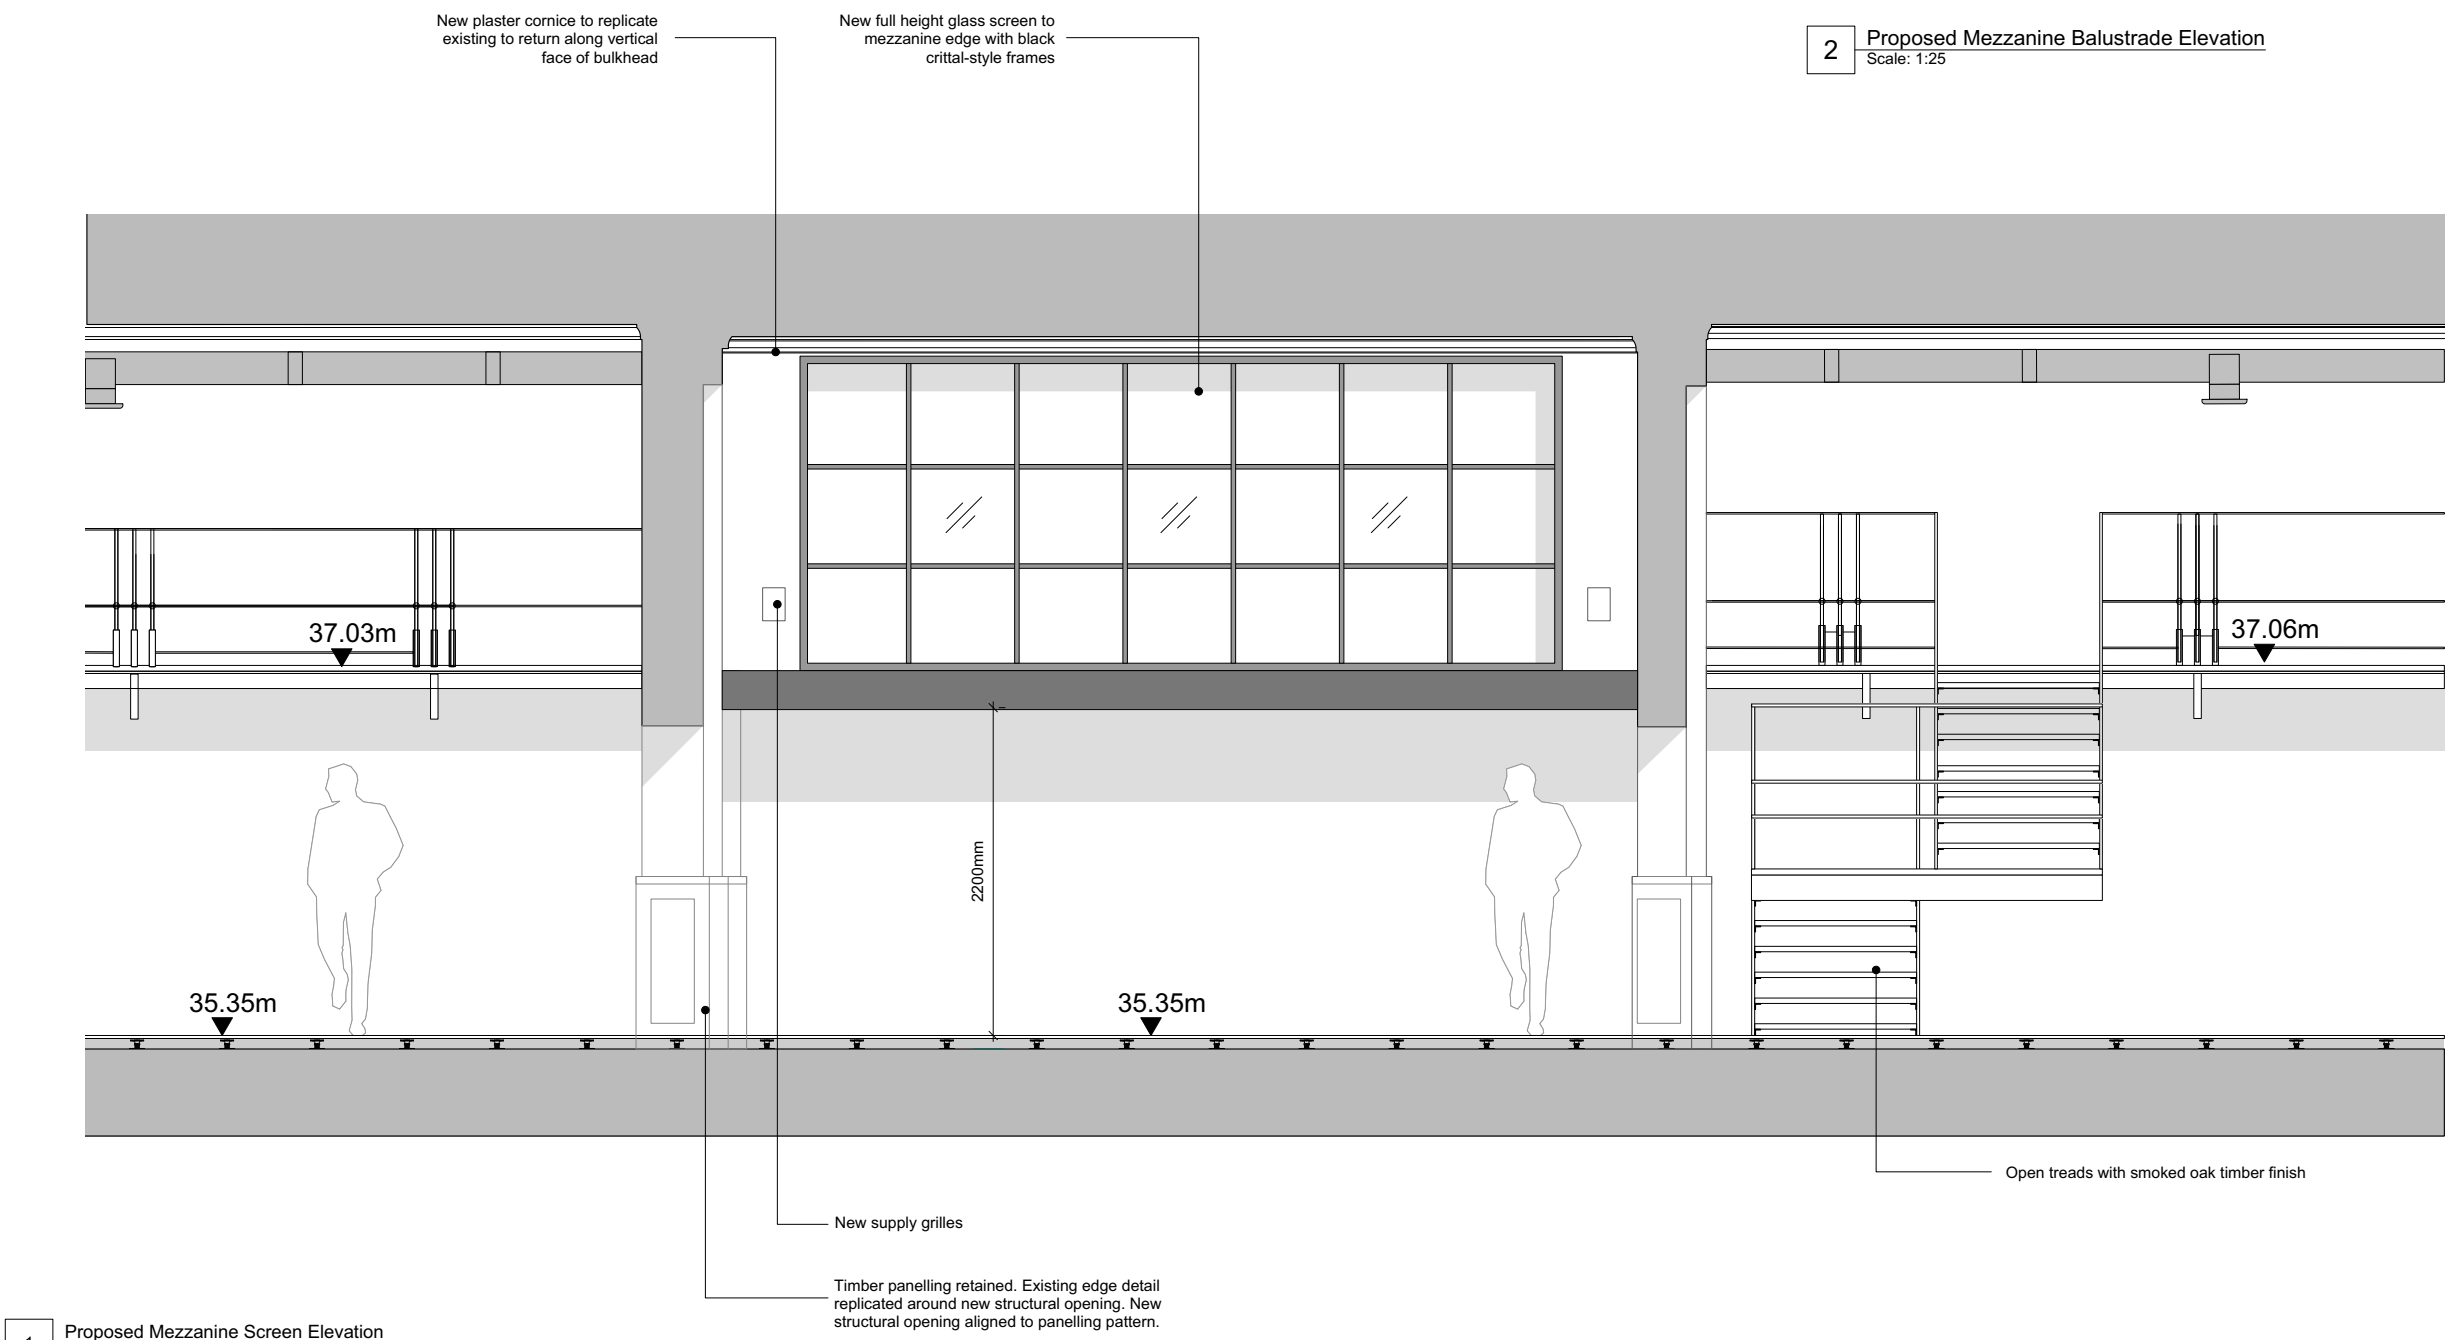 New plaster cornice to replicate
existing to return along vertical
face of bulkhead
New full height glass screen to
mezzanine edge with black
crittal-style frames
2
Proposed Mezzanine Balustrade Elevation
Scale: 1:25
37.03m
37.06m
2200mm
35.35m
35.35m
Open treads with smoked oak timber finish
New supply grilles
Timber panelling retained. Existing edge detail
replicated around new structural opening. New
structural opening aligned to panelling pattern.
Proposed Mezzanine Screen Elevation